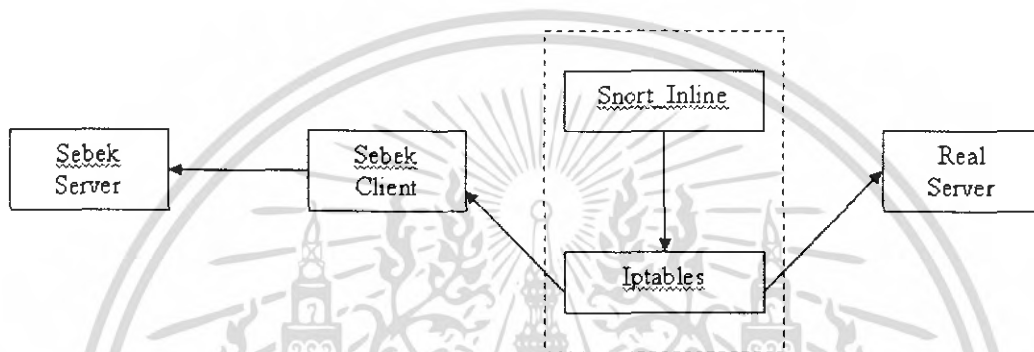 Snort_Inline
Sebek
Server
Sebek
Client
Real
Server
Iptables